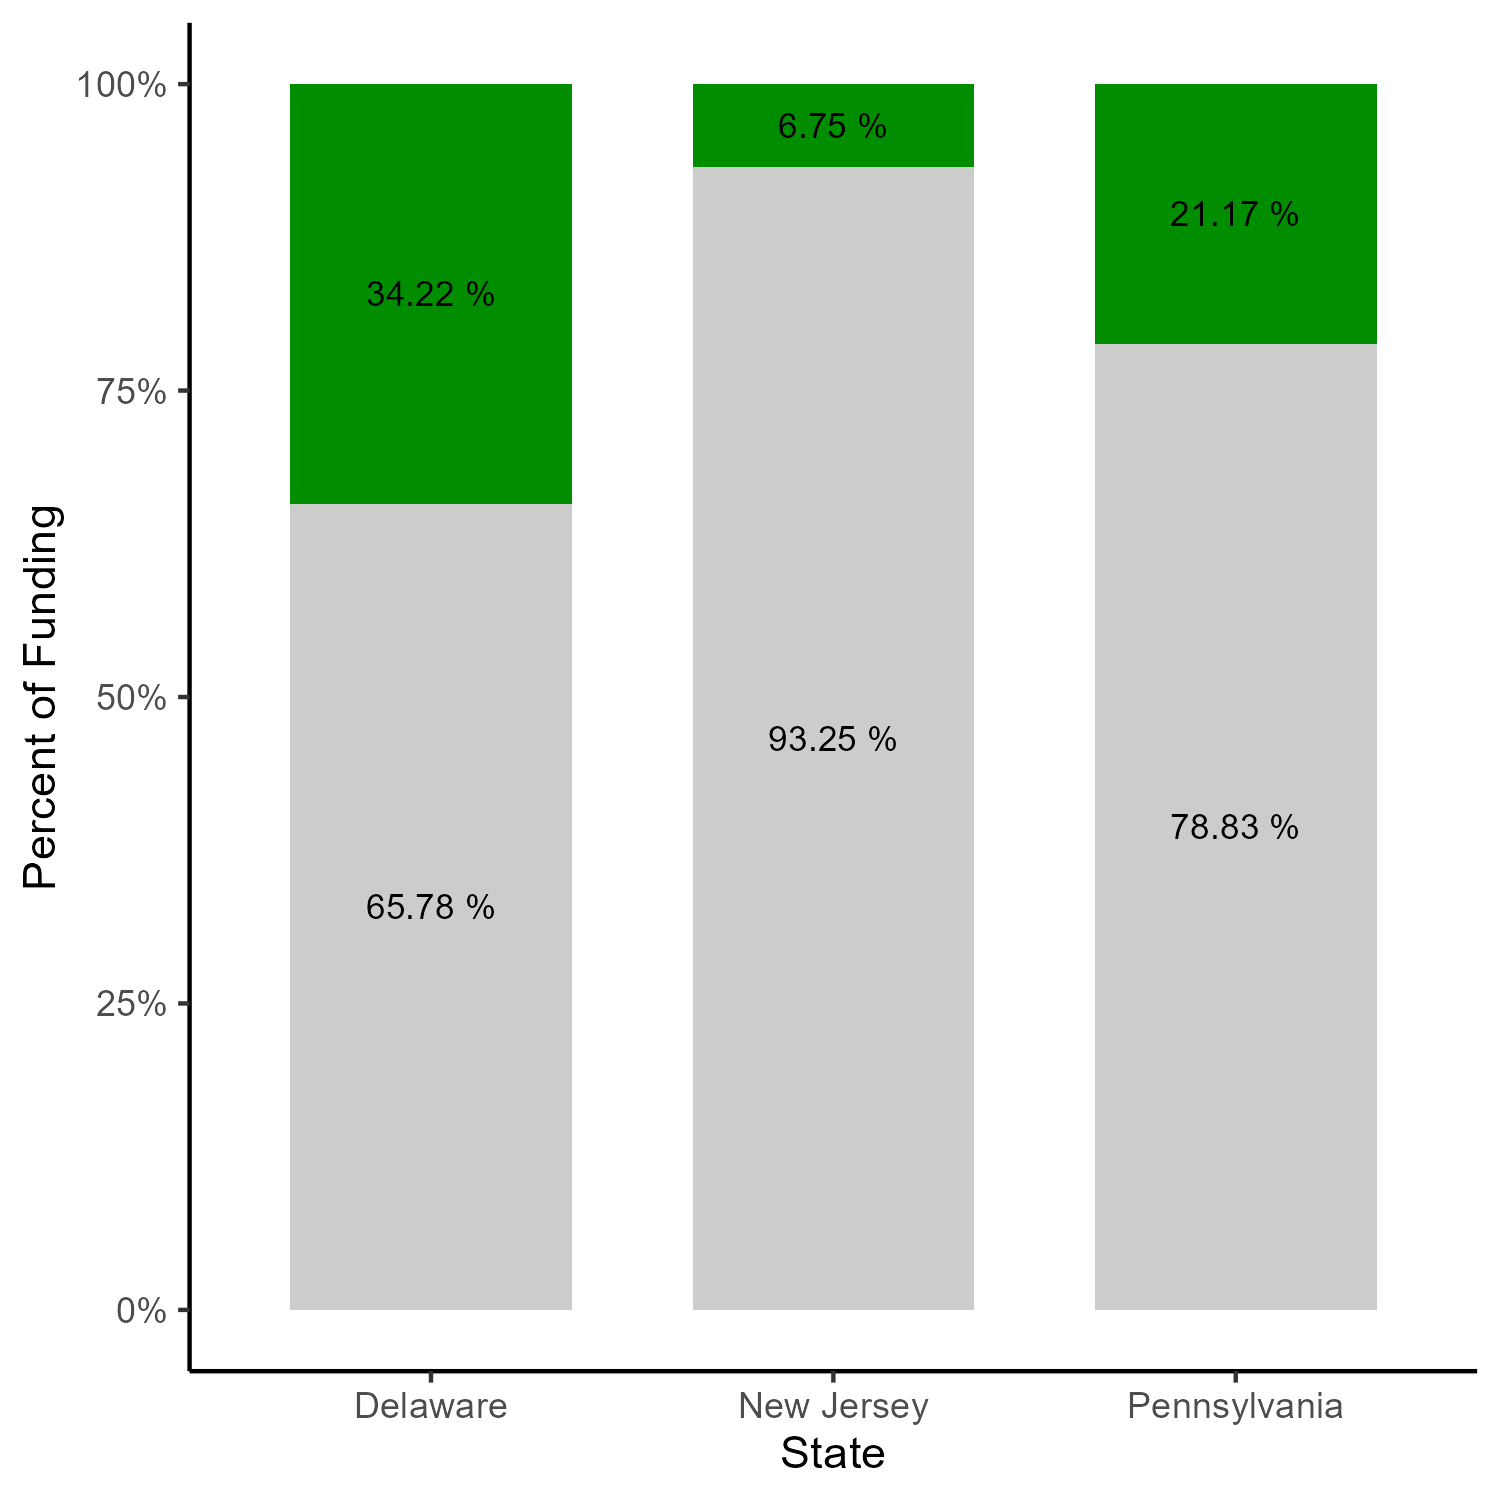 100%
75%
50%
25%
0%
Percent of Funding
34.22 %
65.78 %
6.75 %
93.25 %
21.17 %
78.83 %
Delaware
New Jersey
Pennsylvania
State